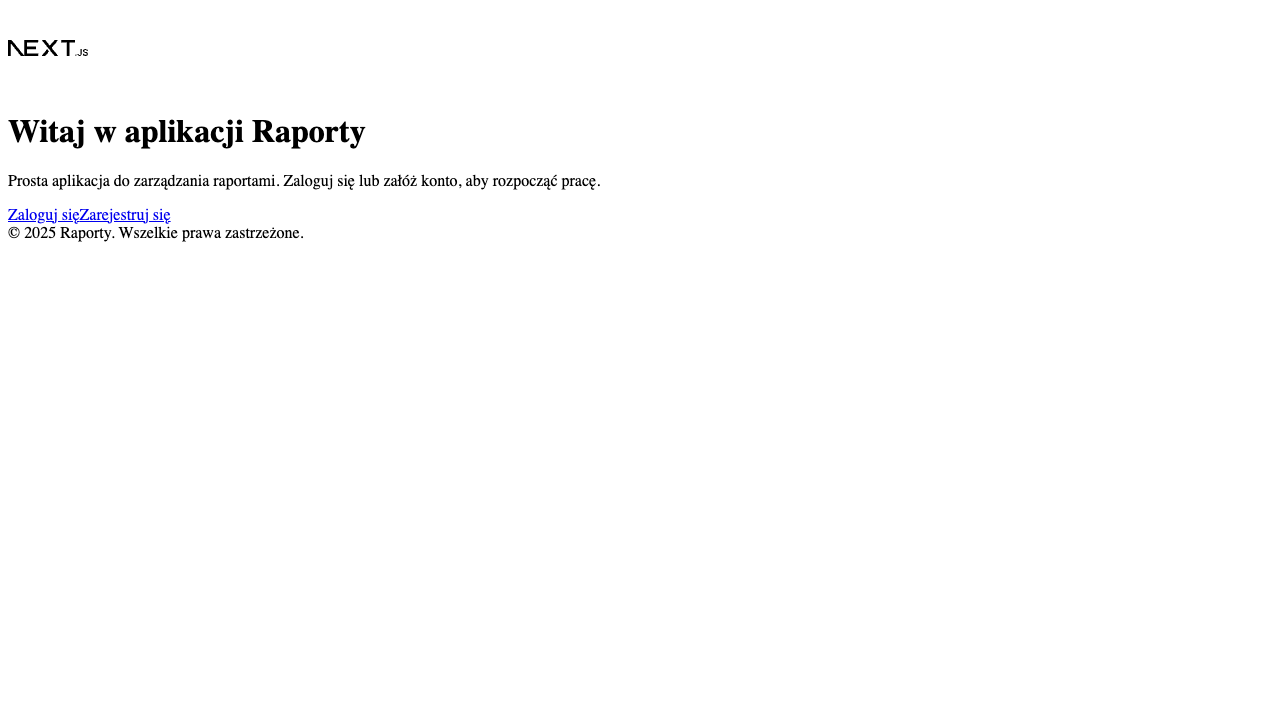 NEXT.JS
Witaj w aplikacji Raporty
Prosta aplikacja do zarządzania raportami. Zaloguj się lub załóż konto, aby rozpocząć pracę.
Zaloguj sięZarejestruj się
© 2025 Raporty. Wszelkie prawa zastrzeżone.